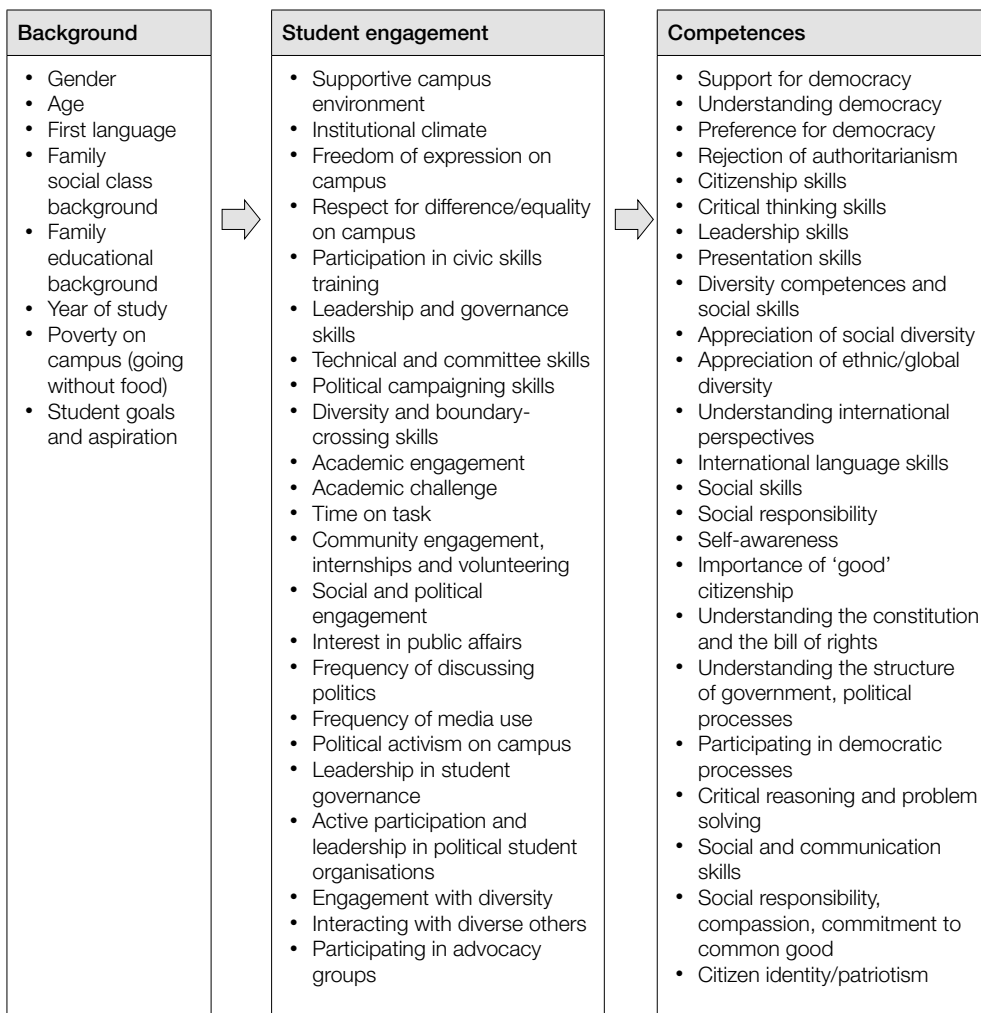 Background
• Gender
• Age
• First language
• Family
social class
background
• Family
educational
background
• Year of study
• Poverty on
campus (going
without food)
• Student goals
and aspiration
Student engagement
• Supportive campus
environment
• Institutional climate
• Freedom of expression on
campus
• Respect for difference/equality
on campus
• Participation in civic skills
training
• Leadership and governance
skills
• Technical and committee skills
• Political campaigning skills
• Diversity and boundary-
crossing skills
• Academic engagement
• Academic challenge
• Time on task
• Community engagement,
internships and volunteering
• Social and political
engagement
• Interest in public affairs
• Frequency of discussing
politics
• Frequency of media use
• Political activism on campus
• Leadership in student
governance
• Active participation and
leadership in political student
organisations
• Engagement with diversity
• Interacting with diverse others
• Participating in advocacy
groups
Competences
• Support for democracy
• Understanding democracy
• Preference for democracy
• Rejection of authoritarianism
• Citizenship skills
• Critical thinking skills
• Leadership skills
• Presentation skills
• Diversity competences and
social skills
• Appreciation of social diversity
• Appreciation of ethnic/global
diversity
• Understanding international
perspectives
• International language skills
• Social skills
• Social responsibility
• Self-awareness
• Importance of ‘good’
citizenship
• Understanding the constitution
and the bill of rights
• Understanding the structure
of government, political
processes
• Participating in democratic
processes
• Critical reasoning and problem
solving
• Social and communication
skills
• Social responsibility,
compassion, commitment to
common good
• Citizen identity/patriotism